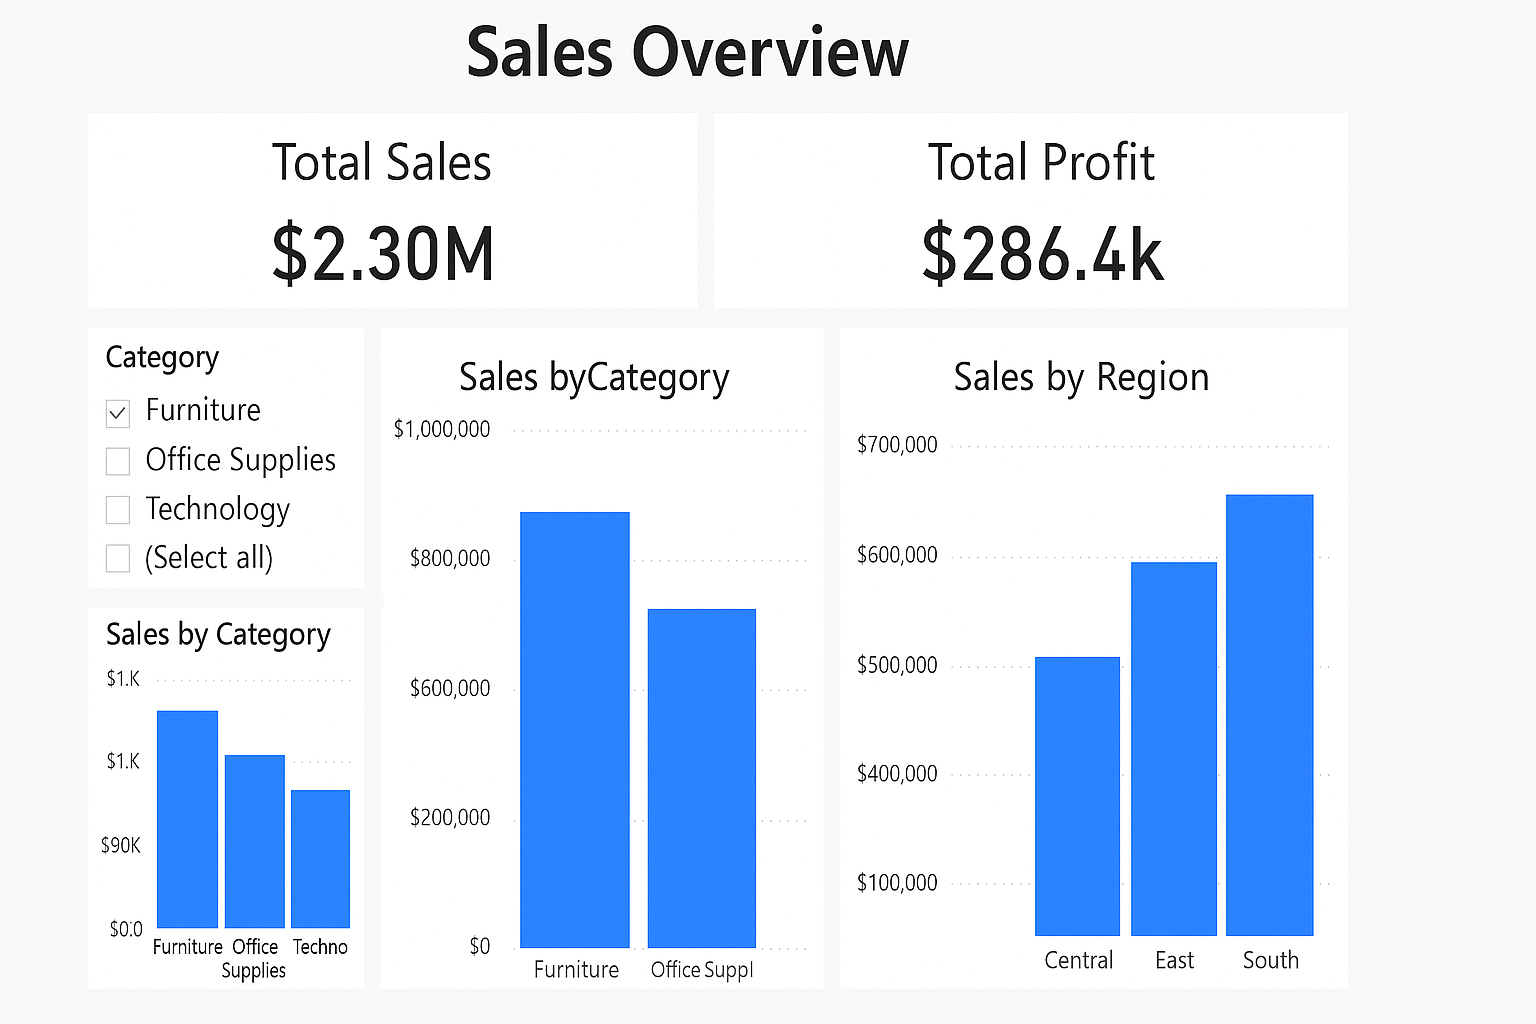 Sales Overview
Total Sales
$2.30M
Total Profit
$286.4k
Category
Furniture
Office Supplies
Technology
(Select all)
Sales by Category
$1.K
$1.K
$90K
$0.0
Furniture Office Techno
Supplies
Sales byCategory
$1,000,000
$800,000
$600,000
$200,000
$0
Furniture Office Suppl
Sales by Region
$700,000
$600,000
$500,000
$400,000
$100,000
Central East South